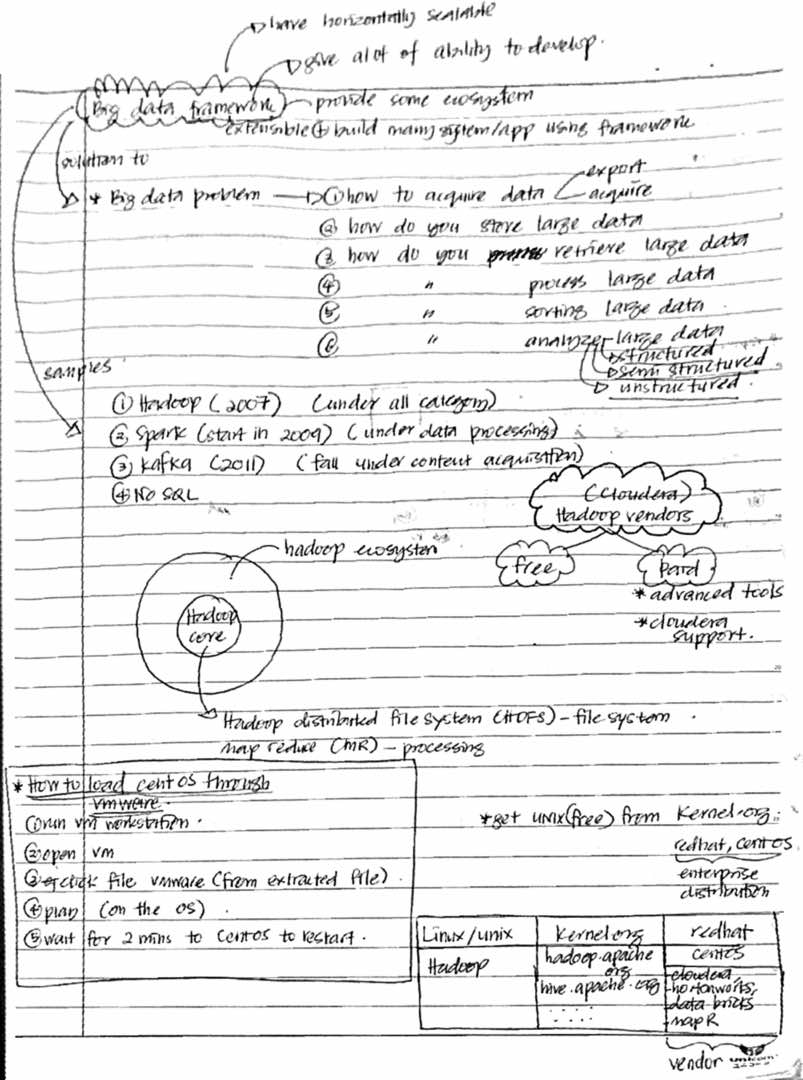 have horizontally scalable
give alot of ability to develop.
Big data framework provide some ecosystem
extensible build many system/app using framework
solution to
* Big data problem → ① how to acquire data export
acquire
② how do you store large data
③ how do you retrieve large data
④ " process large data
⑤ " sorting large data
⑥ " analyze large data
structured
semi structured
unstructured.
samples
① Hadoop (2007) (under all category)
② Spark (start in 2009) (under data processing)
③ Kafka (2011) (fall under content acquisition)
④ No SQL
(Cloudera)
Hadoop vendors
free paid
* advanced tools
* cloudera
support.
hadoop ecosystem
Hadoop
core
Hadoop distributed file system (HDFS) - file system
map reduce (MR) - processing
* How to load centOS through
vmware.
① run vm workstation.
② open vm
③ click file vmware (from extracted file).
④ play (on the OS).
⑤ wait for 2 mins to CentOS to restart.
* get unix (free) from Kernel.org.
redhat, centOS
enterprise
distribution
Linux/unix kernel.org redhat
centOS
Hadoop hadoop.apache
org
hive.apache.org
cloudera,
- hortonworks,
data bricks
- mapR
vendor
unicorn